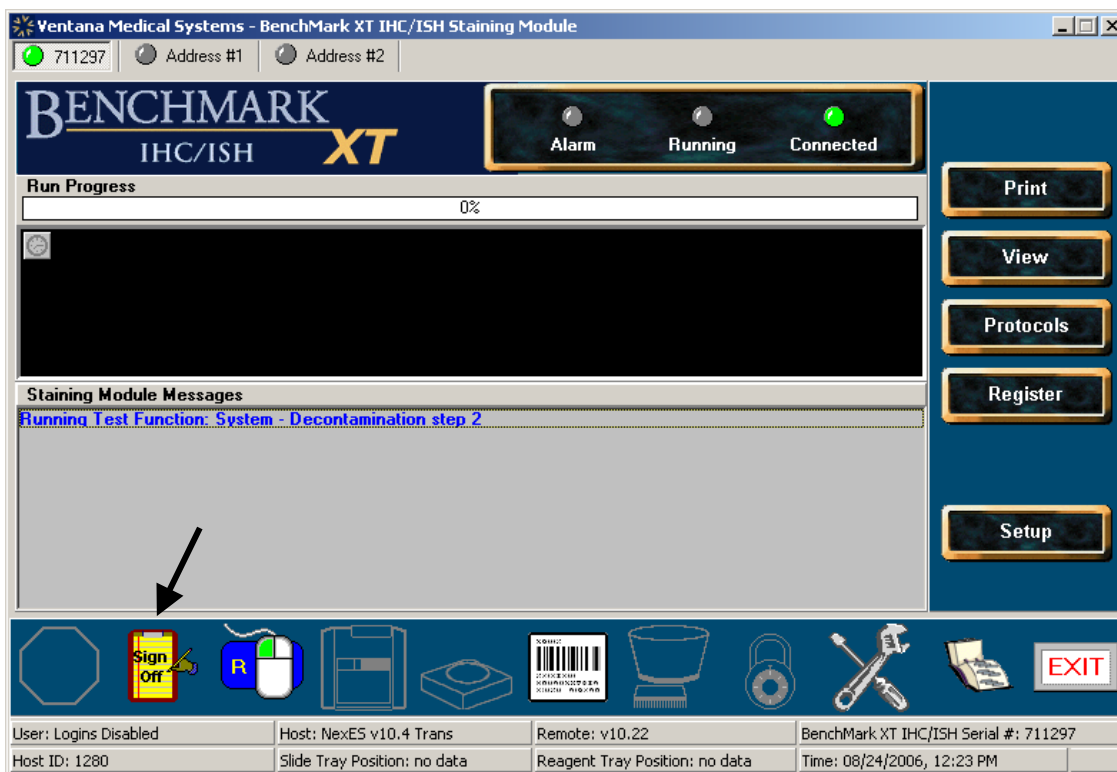 Ventana Medical Systems - BenchMark XT IHC/ISH Staining Module
711297 Address #1 Address #2
BENCHMARK
IHC/ISH XT
Alarm Running Connected
Run Progress
0%
Print
View
Protocols
Staining Module Messages
Register
Running Test Function: System - Decontamination step 2
Setup
Sign
Off
R
EXIT
User: Logins Disabled Host: NexES v10.4 Trans Remote: v10.22 BenchMark XT IHC/ISH Serial #: 711297
Host ID: 1280 Slide Tray Position: no data Reagent Tray Position: no data Time: 08/24/2006, 12:23 PM